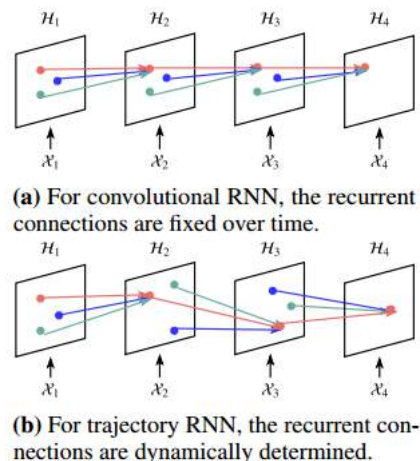 H₁ H₂ H₃ H₄
X₁ X₂ X₃ X₄
(a) For convolutional RNN, the recurrent
connections are fixed over time.
H₁ H₂ H₃ H₄
X₁ X₂ X₃ X₄
(b) For trajectory RNN, the recurrent con-
nections are dynamically determined.